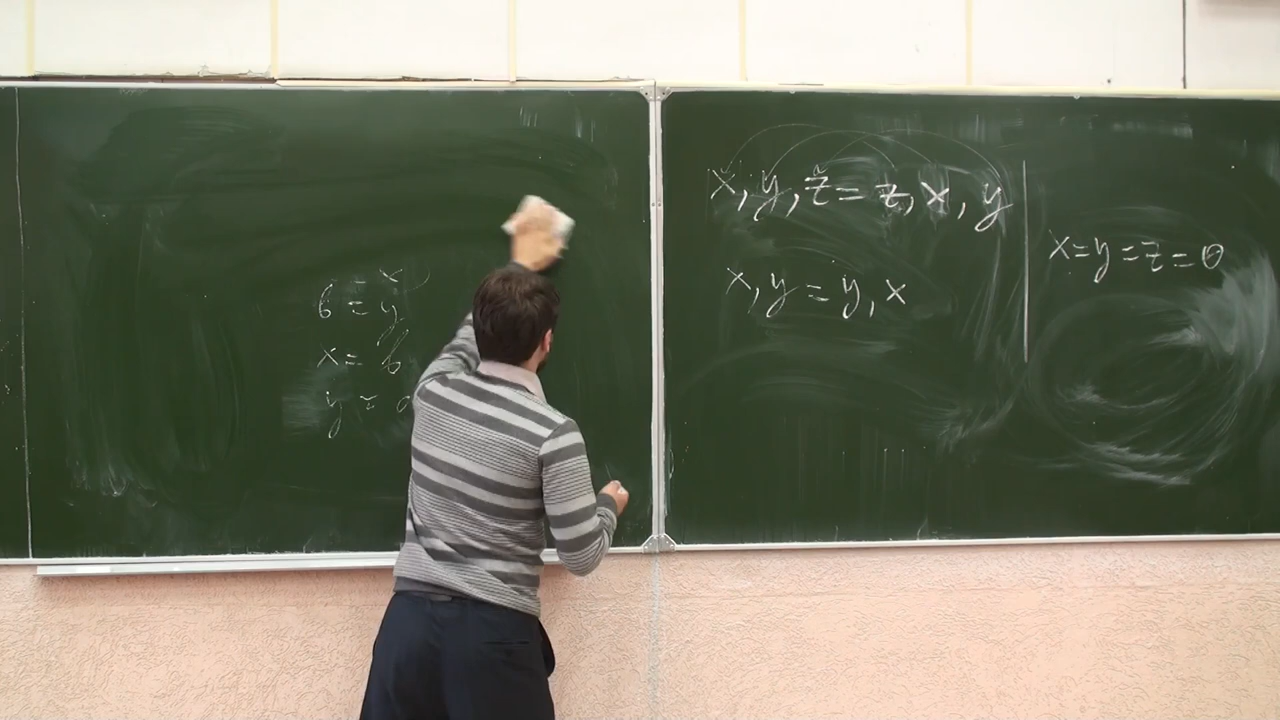 = x
b = y
x = b
y =
x, y, z = z, x, y
x, y = y, x
x = y = z = 0